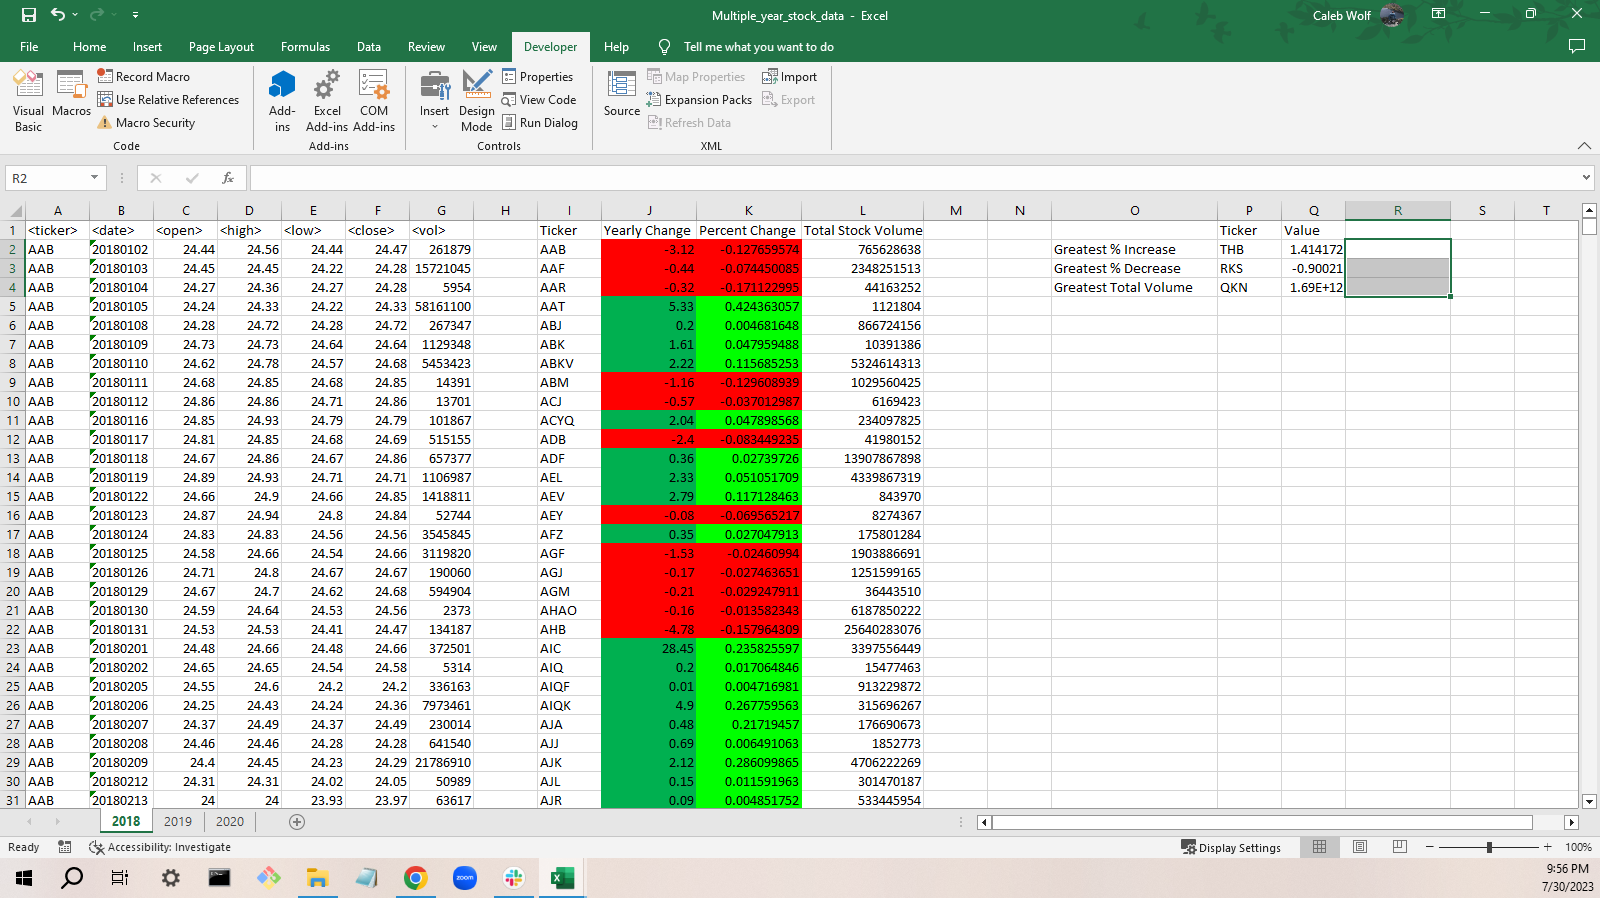 Multiple_year_stock_data - Excel
Caleb Wolf
File Home Insert Page Layout Formulas Data Review View Developer Help Tell me what you want to do
Visual Basic
Macros
Record Macro
Use Relative References
Macro Security
Code
Add-ins
Excel Add-ins
COM Add-ins
Add-ins
Insert
Design Mode
Properties
View Code
Run Dialog
Controls
Source
Map Properties
Expansion Packs
Refresh Data
Import
Export
XML
R2 fx
A B C D E F G H I J K L M N O P Q R S T
1 <ticker> <date> <open> <high> <low> <close> <vol> Ticker Yearly Change Percent Change Total Stock Volume Ticker Value
2 AAB 20180102 24.44 24.56 24.44 24.47 261879 AAB -3.12 -0.127659574 765628638 Greatest % Increase THB 1.414172
3 AAB 20180103 24.45 24.45 24.22 24.28 15721045 AAF -0.44 -0.074450085 2348251513 Greatest % Decrease RKS -0.90021
4 AAB 20180104 24.27 24.36 24.27 24.28 5954 AAR -0.32 -0.171122995 44163252 Greatest Total Volume QKN 1.69E+12
5 AAB 20180105 24.24 24.33 24.22 24.33 58161100 AAT 5.33 0.424363057 1121804
6 AAB 20180108 24.28 24.72 24.28 24.72 267347 ABJ 0.2 0.004681648 866724156
7 AAB 20180109 24.73 24.73 24.64 24.64 1129348 ABK 1.61 0.047959488 10391386
8 AAB 20180110 24.62 24.78 24.57 24.68 5453423 ABKV 2.22 0.115685253 5324614313
9 AAB 20180111 24.68 24.85 24.68 24.85 14391 ABM -1.16 -0.129608939 1029560425
10 AAB 20180112 24.86 24.86 24.71 24.86 13701 ACJ -0.57 -0.037012987 6169423
11 AAB 20180116 24.85 24.93 24.79 24.79 101867 ACYQ 2.04 0.047898568 234097825
12 AAB 20180117 24.81 24.85 24.68 24.69 515155 ADB -2.4 -0.083449235 41980152
13 AAB 20180118 24.67 24.86 24.67 24.86 657377 ADF 0.36 0.02739726 13907867898
14 AAB 20180119 24.89 24.93 24.71 24.71 1106987 AEL 2.33 0.051051709 4339867319
15 AAB 20180122 24.66 24.9 24.66 24.85 1418811 AEV 2.79 0.117128463 843970
16 AAB 20180123 24.87 24.94 24.8 24.84 52744 AEY -0.08 -0.069565217 8274367
17 AAB 20180124 24.83 24.83 24.56 24.56 3545845 AFZ 0.35 0.027047913 175801284
18 AAB 20180125 24.58 24.66 24.54 24.66 3119820 AGF -1.53 -0.02460994 1903886691
19 AAB 20180126 24.71 24.8 24.67 24.67 190060 AGJ -0.17 -0.027463651 1251599165
20 AAB 20180129 24.67 24.7 24.62 24.68 594904 AGM -0.21 -0.029247911 36443510
21 AAB 20180130 24.59 24.64 24.53 24.56 2373 AHAO -0.16 -0.013582343 6187850222
22 AAB 20180131 24.53 24.53 24.41 24.47 134187 AHB -4.78 -0.157964309 25640283076
23 AAB 20180201 24.48 24.66 24.48 24.66 372501 AIC 28.45 0.235825597 3397556449
24 AAB 20180202 24.65 24.65 24.54 24.58 5314 AIQ 0.2 0.017064846 15477463
25 AAB 20180205 24.55 24.6 24.2 24.2 336163 AIQF 0.01 0.004716981 913229872
26 AAB 20180206 24.25 24.43 24.24 24.36 7973461 AIQK 4.9 0.267759563 315696267
27 AAB 20180207 24.37 24.49 24.37 24.49 230014 AJA 0.48 0.21719457 176690673
28 AAB 20180208 24.46 24.46 24.28 24.28 641540 AJJ 0.69 0.006491063 1852773
29 AAB 20180209 24.4 24.45 24.23 24.29 21786910 AJK 2.12 0.286099865 4706222269
30 AAB 20180212 24.31 24.31 24.02 24.05 50989 AJL 0.15 0.011591963 301470187
31 AAB 20180213 24 24 23.93 23.97 63617 AJR 0.09 0.004851752 533445954
2018 2019 2020
Ready Accessibility: Investigate Display Settings 100%
zoom
9:56 PM
7/30/2023